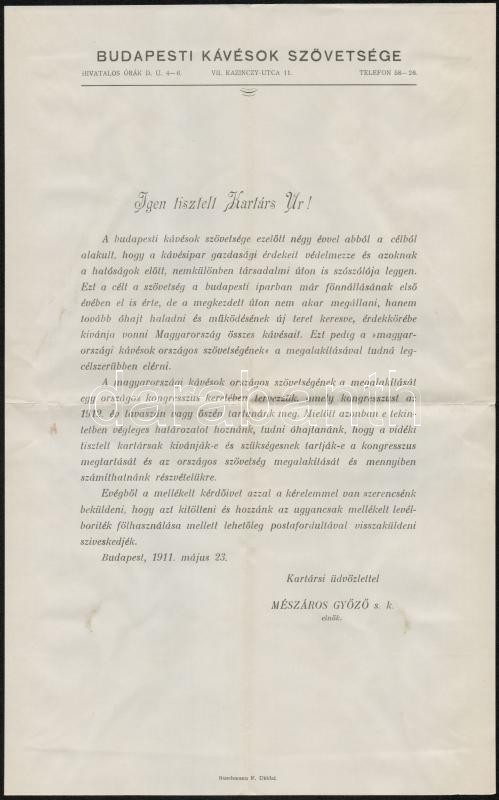 BUDAPESTI KÁVÉSOK SZÖVETSÉGE
HIVATALOS ÓRÁK D. U. 4—6. VII. KAZINCZY-UTCA 11. TELEFON 58—26.
Igen tisztelt Kartárs Úr!
A budapesti kávésok szövetsége ezelőtt négy évvel abból a célból
alakult, hogy a kávésipar gazdasági érdekeit védelmezze és azoknak
a hatóságok előtt, nemkülönben társadalmi úton is szószólója legyen.
Ezt a célt a szövetség a budapesti iparban már fönnállásának első
évében el is érte, de a megkezdett úton nem akar megállani, hanem
tovább óhajt haladni és működésének új teret keresve, érdekkörébe
kívánja vonni Magyarország összes kávésait. Ezt pedig a »magyar-
országi kávésok országos szövetségének« a megalakításával tudná leg-
célszerűbben elérni.
A magyarországi kávésok országos szövetségének a megalakítását
egy országos kongresszus keretében tervezzük, amely kongresszust a
1912. év tavaszán vagy őszén tartanánk meg. Mielőtt azonban e tekin-
tetben végleges határozatot hoznánk, tudni óhajtanánk, hogy a vidéki
tisztelt kartársak kívánják-e és szükségesnek tartják-e a kongresszus
megtartását és az országos szövetség megalakítását és mennyiben
számíthatnánk részvételükre.
Evégből a mellékelt kérdőívet azzal a kérelemmel van szerencsénk
beküldeni, hogy azt kitölteni és hozzánk az ugyancsak mellékelt levél-
boríték fölhasználása mellett lehetőleg postafordultával visszaküldeni
sziveskedjék.
Budapest, 1911. május 23.
Kartársi üdvözlettel
MÉSZÁROS GYŐZŐ s. k.
elnök.
darabanth